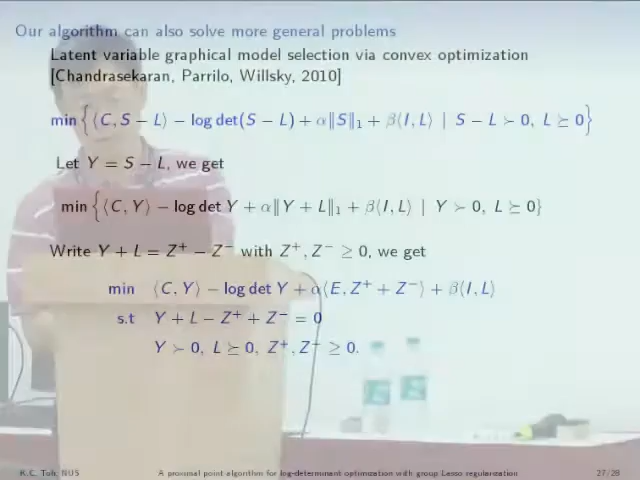 Our algorithm can also solve more general problems
Latent variable graphical model selection via convex optimization
[Chandrasekaran, Parrilo, Willsky, 2010]
min { ⟨C, S − L⟩ − log det(S − L) + α‖S‖₁ + β⟨I, L⟩ | S − L ≻ 0, L ⪰ 0 }
Let Y = S − L, we get
min { ⟨C, Y⟩ − log det Y + α‖Y + L‖₁ + β⟨I, L⟩ | Y ≻ 0, L ⪰ 0}
Write Y + L = Z⁺ − Z⁻ with Z⁺, Z⁻ ≥ 0, we get
min ⟨C, Y⟩ − log det Y + α⟨E, Z⁺ + Z⁻⟩ + β⟨I, L⟩
s.t Y + L − Z⁺ + Z⁻ = 0
Y ≻ 0, L ⪰ 0, Z⁺, Z⁻ ≥ 0.
K.C. Toh, NUS A proximal point algorithm for log-determinant optimization with group Lasso regularization 27/28